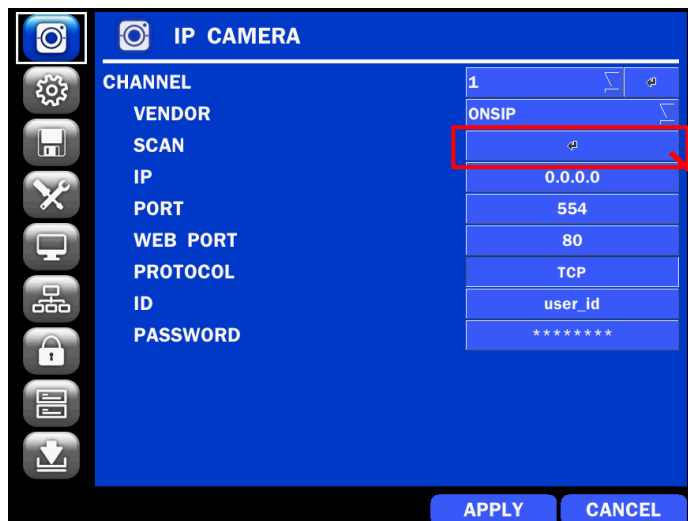 IP CAMERA
CHANNEL 1
VENDOR ONSIP
SCAN
IP 0.0.0.0
PORT 554
WEB PORT 80
PROTOCOL TCP
ID user_id
PASSWORD ********
APPLY CANCEL